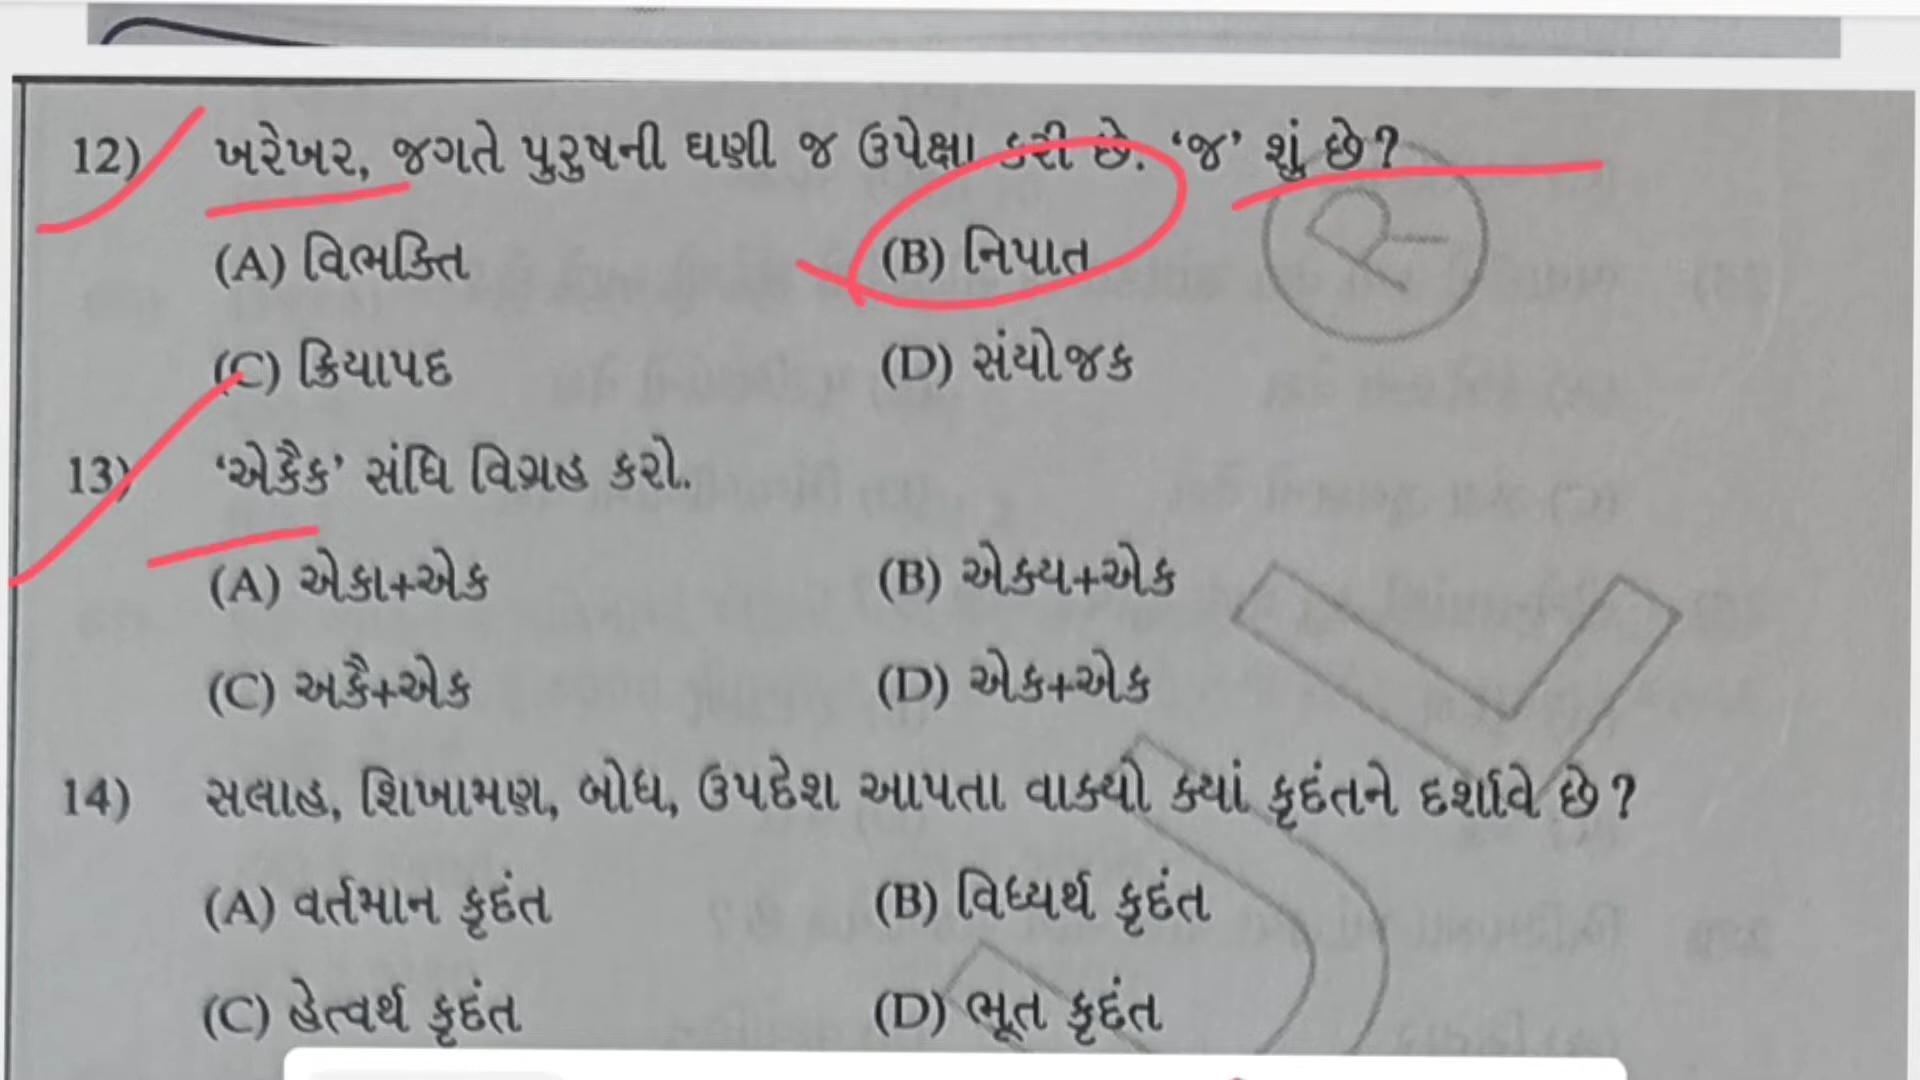 12) ખરેખર, જગતે પુરુષની ઘણી જ ઉપેક્ષા કરી છે. ‘જ’ શું છે?
(A) વિભક્તિ (B) નિપાત
(C) ક્રિયાપદ (D) સંયોજક
13) ‘એકૈક’ સંધિ વિગ્રહ કરો.
(A) એકા+એક (B) એક્ય+એક
(C) અકૈ+એક (D) એક+એક
14) સલાહ, શિખામણ, બોધ, ઉપદેશ આપતા વાક્યો ક્યાં કૃદંતને દર્શાવે છે?
(A) વર્તમાન કૃદંત (B) વિધ્યર્થ કૃદંત
(C) હેત્વર્થ કૃદંત (D) ભૂત કૃદંત